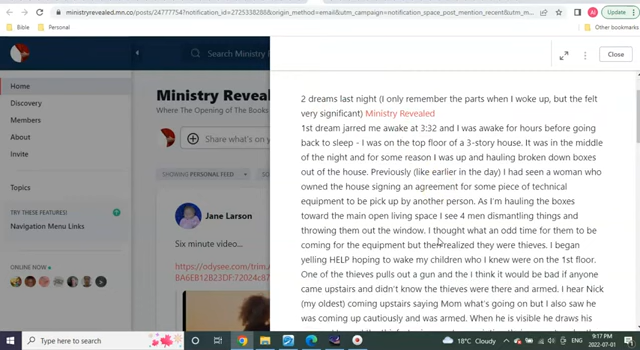 ministryrevealed.mn.co/posts/24777754?notification_id=2725338288&origin_method=email&utm_campaign=notification_space_post_mention_recent&utm_m...
Update
Bible
Personal
Other bookmarks
Search Ministry
Close
Home
Discovery
Members
About
Inviting
Topics
TRY THESE FEATURES!
Navigation Menu Links
Ministry Revea
Where The Opening of The Books
Share what's on
SHOWING PERSONAL FEED
Jane Larson
Six minute video...
https://odysee.com/trim
BA6EB12B23F3DC:7246
2 dreams last night (I only remember the parts when I woke up, but the felt
very significant) Ministry Revealed
1st dream jarred me awake at 3:32 and I was awake for hours before going
back to sleep - I was on the top floor of a 3-story house. It was in the middle
of the night and for some reason I was up and hauling broken down boxes
out of the house. Previously (like earlier in the day) I had seen a woman who
owned the house signing an agreement for some piece of technical
equipment to be pick up by another person. As I'm hauling the boxes
toward the main open living space I see 4 men dismantling things and
throwing them out the window. I thought what an odd time for them to be
coming for the equipment but then realized they were thieves. I began
yelling HELP hoping to wake my children who I knew were on the 1st floor.
One of the thieves pulls out a gun and the I think it would be bad if anyone
came upstairs and didn't know the thieves were there and armed. I hear Nick
(my oldest) coming upstairs saying Mom what's going on but I also saw he
was coming up cautiously and was armed. When he is visible he draws his
18°C Cloudy
ENG
9:17 PM
2022-07-01